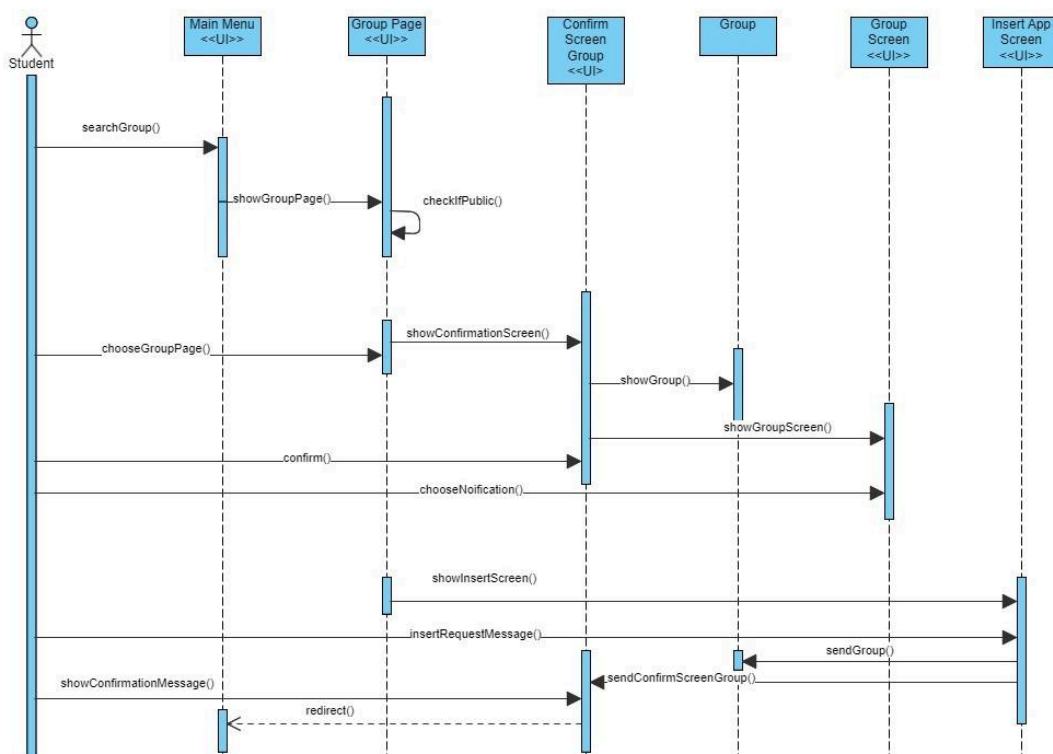 Student
Main Menu
<<UI>>
Group Page
<<UI>>
Confirm
Screen
Group
<<UI>
Group
Group
Screen
<<UI>>
Insert App
Screen
<<UI>>
searchGroup()
showGroupPage()
checkIfPublic()
showConfirmationScreen()
chooseGroupPage()
showGroup()
showGroupScreen()
confirm()
chooseNoification()
showInsertScreen()
insertRequestMessage()
sendGroup()
sendConfirmScreenGroup()
showConfirmationMessage()
redirect()